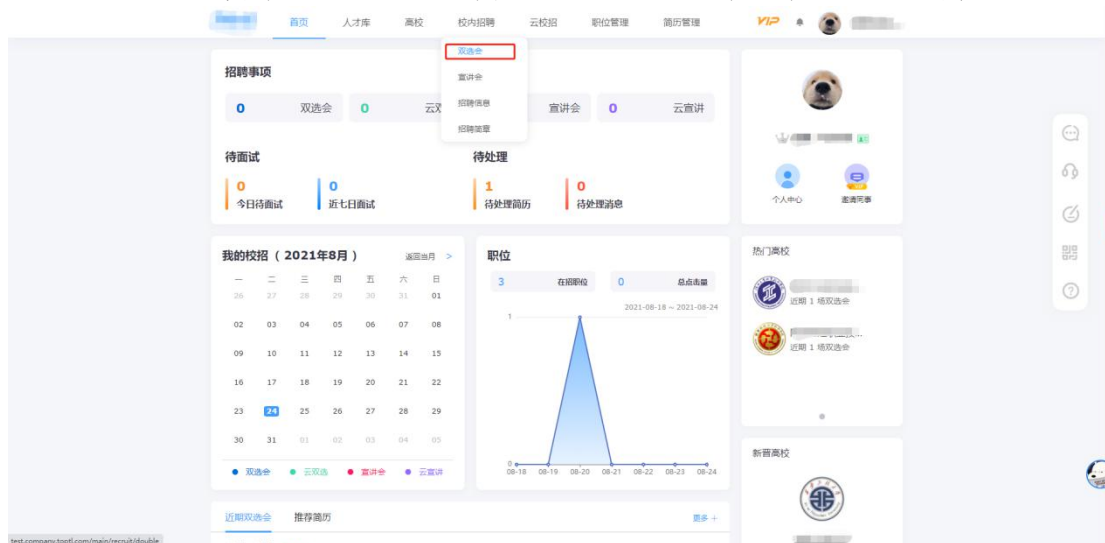 首页 人才库 高校 校内招聘 云校招 职位管理 简历管理 VIP
双选会
宣讲会
招聘信息
招聘简章
招聘事项
0 双选会 0 宣讲会 0 云宣讲
待面试 待处理
0 0 1 0
今日待面试 近七日面试 待处理简历 待处理消息
个人中心 邀请同事
我的校招 ( 2021年8月 ) 返回当月 >
一 二 三 四 五 六 日
26 27 28 29 30 31 01
02 03 04 05 06 07 08
09 10 11 12 13 14 15
16 17 18 19 20 21 22
23 24 25 26 27 28 29
30 31 01 02 03 04 05
双选会 云双选 宣讲会 云宣讲
职位
3 在招职位 0 总点击量
2021-08-18 ~ 2021-08-24
1
0
08-18 08-19 08-20 08-21 08-22 08-23 08-24
热门高校
近期 1 场双选会
近期 1 场双选会
新晋高校
近期双选会 推荐简历 更多 +
test.company.toptl.com/main/recruit/double